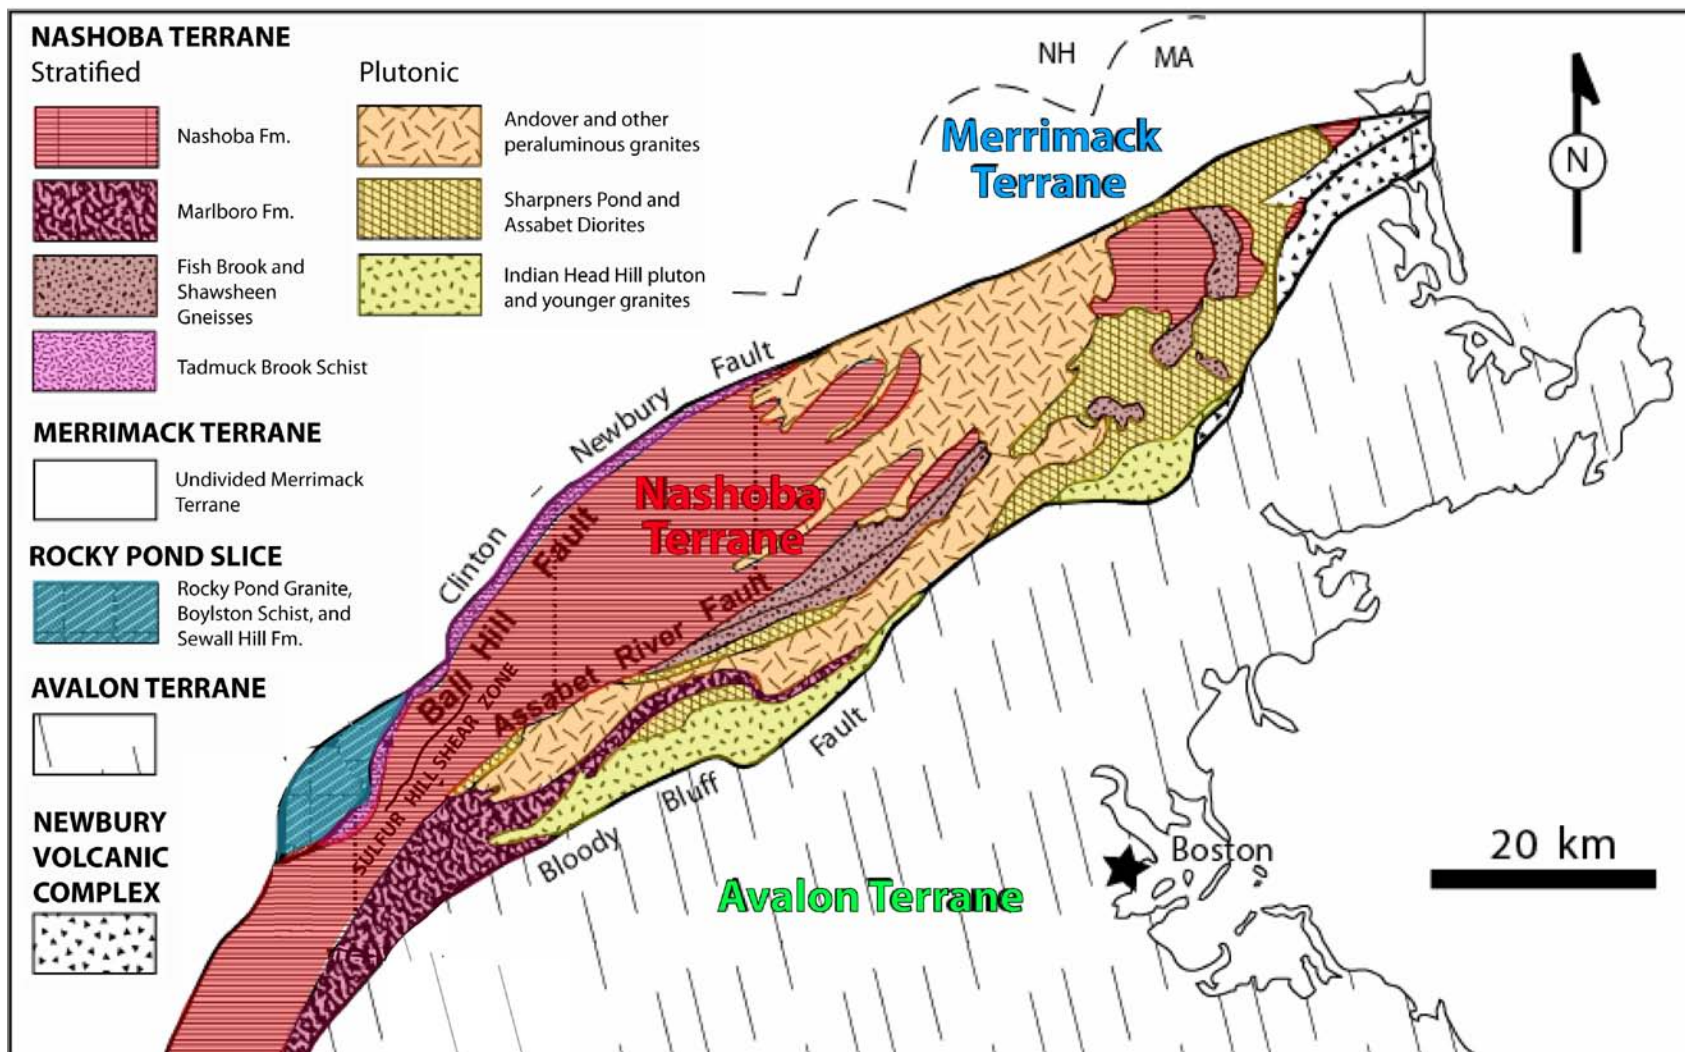 NASHOBA TERRANE
Stratified
Plutonic
Nashoba Fm.
Marlboro Fm.
Fish Brook and
Shawsheen
Gneisses
Tadmuck Brook Schist
Andover and other
peraluminous granites
Sharpners Pond and
Assabet Diorites
Indian Head Hill pluton
and younger granites
MERRIMACK TERRANE
Undivided Merrimack
Terrane
ROCKY POND SLICE
Rocky Pond Granite,
Boylston Schist, and
Sewall Hill Fm.
AVALON TERRANE
NEWBURY
VOLCANIC
COMPLEX
NH
MA
Merrimack
Terrane
N
Clinton Newbury Fault
Nashoba
Terrane
Ball Hill Fault
Assabet River Fault
SULFUR HILL SHEAR ZONE
Bloody Bluff Fault
Avalon Terrane
Boston
20 km